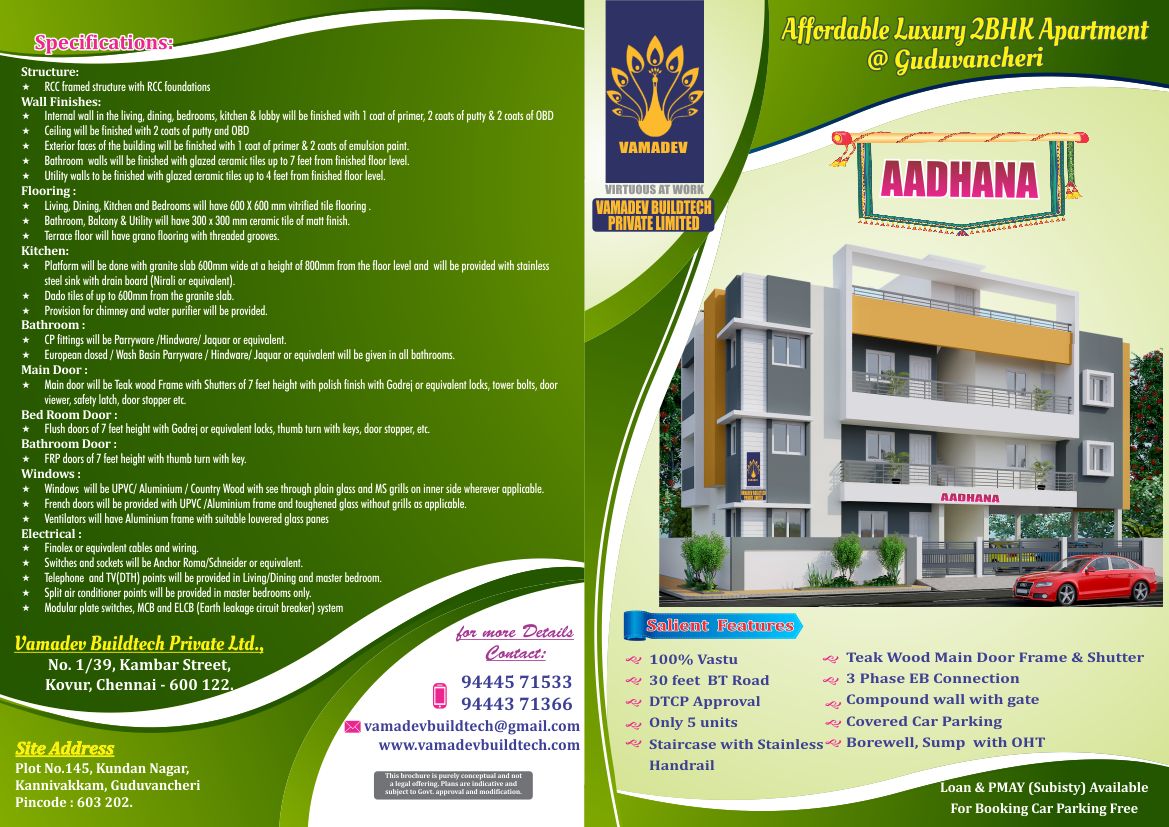 Specifications:
Structure:
RCC framed structure with RCC foundations
Wall Finishes:
Internal wall in the living, dining, bedrooms, kitchen & lobby will be finished with 1 coat of primer, 2 coats of putty & 2 coats of OBD
Ceiling will be finished with 2 coats of putty and OBD
Exterior faces of the building will be finished with 1 coat of primer & 2 coats of emulsion paint.
Bathroom walls will be finished with glazed ceramic tiles up to 7 feet from finished floor level.
Utility walls to be finished with glazed ceramic tiles up to 4 feet from finished floor level.
Flooring :
Living, Dining, Kitchen and Bedrooms will have 600 X 600 mm vitrified tile flooring .
Bathroom, Balcony & Utility will have 300 x 300 mm ceramic tile of matt finish.
Terrace floor will have grano flooring with threaded grooves.
Kitchen:
Platform will be done with granite slab 600mm wide at a height of 800mm from the floor level and will be provided with stainless
steel sink with drain board (Nirali or equivalent).
Dado tiles of up to 600mm from the granite slab.
Provision for chimney and water purifier will be provided.
Bathroom :
CP fittings will be Parryware /Hindware/ Jaquar or equivalent.
European closed / Wash Basin Parryware / Hindware/ Jaquar or equivalent will be given in all bathrooms.
Main Door :
Main door will be Teak wood Frame with Shutters of 7 feet height with polish finish with Godrej or equivalent locks, tower bolts, door
viewer, safety latch, door stopper etc.
Bed Room Door :
Flush doors of 7 feet height with Godrej or equivalent locks, thumb turn with keys, door stopper, etc.
Bathroom Door :
FRP doors of 7 feet height with thumb turn with key.
Windows :
Windows will be UPVC/ Aluminium / Country Wood with see through plain glass and MS grills on inner side wherever applicable.
French doors will be provided with UPVC /Aluminium frame and toughened glass without grills as applicable.
Ventilators will have Aluminium frame with suitable louvered glass panes
Electrical :
Finolex or equivalent cables and wiring.
Switches and sockets will be Anchor Roma/Schneider or equivalent.
Telephone and TV(DTH) points will be provided in Living/Dining and master bedroom.
Split air conditioner points will be provided in master bedrooms only.
Modular plate switches, MCB and ELCB (Earth leakage circuit breaker) system
Vamadev Buildtech Private Ltd.,
No. 1/39, Kambar Street,
Kovur, Chennai - 600 122.
Site Address
Plot No.145, Kundan Nagar,
Kannivakkam, Guduvancheri
Pincode : 603 202.
for more Details
Contact:
94445 71533
94443 71366
vamadevbuildtech@gmail.com
www.vamadevbuildtech.com
This brochure is purely conceptual and not
a legal offering. Plans are indicative and
subject to Govt. approval and modification.
VAMADEV
VIRTUOUS AT WORK
VAMADEV BUILDTECH
PRIVATE LIMITED
Affordable Luxury 2BHK Apartment
@ Guduvancheri
AADHANA
VAMADEV BUILDTECH
PRIVATE LIMITED
AADHANA
Salient Features
100% Vastu
30 feet BT Road
DTCP Approval
Only 5 units
Staircase with Stainless
Handrail
Teak Wood Main Door Frame & Shutter
3 Phase EB Connection
Compound wall with gate
Covered Car Parking
Borewell, Sump with OHT
Loan & PMAY (Subisty) Available
For Booking Car Parking Free